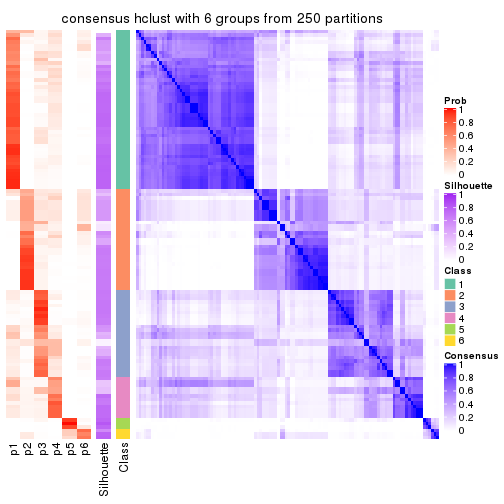 consensus hclust with 6 groups from 250 partitions
Prob
1
0.8
0.6
0.4
0.2
0
Silhouette
1
0.8
0.6
0.4
0.2
0
Class
1
2
3
4
5
6
Consensus
1
0.8
0.6
0.4
0.2
0
p1
p2
p3
p4
p5
p6
Silhouette
Class